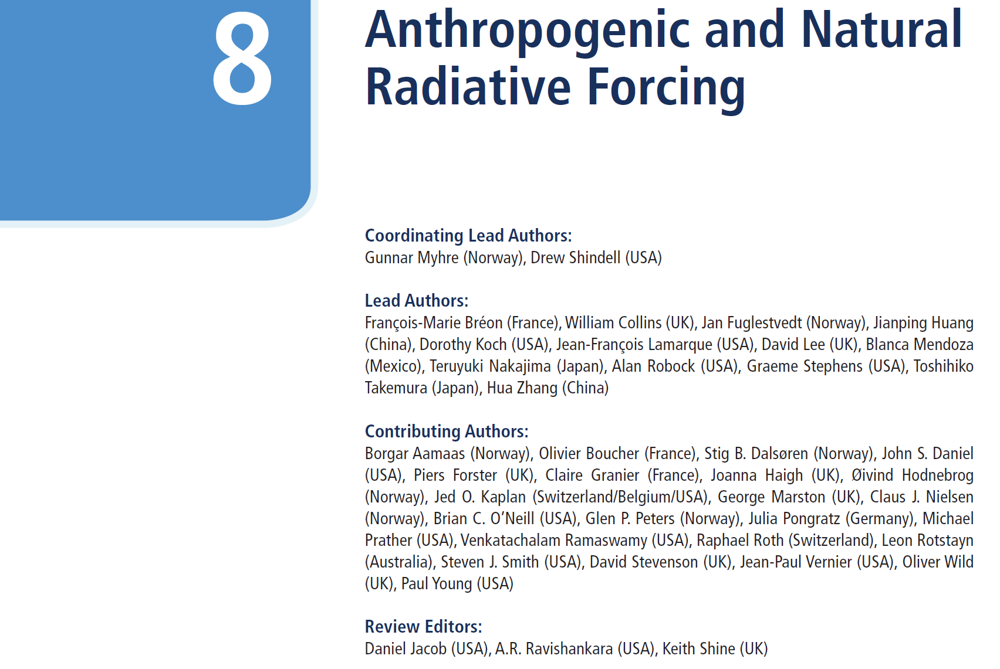 8
Anthropogenic and Natural
Radiative Forcing
Coordinating Lead Authors:
Gunnar Myhre (Norway), Drew Shindell (USA)
Lead Authors:
François-Marie Bréon (France), William Collins (UK), Jan Fuglestvedt (Norway), Jianping Huang
(China), Dorothy Koch (USA), Jean-François Lamarque (USA), David Lee (UK), Blanca Mendoza
(Mexico), Teruyuki Nakajima (Japan), Alan Robock (USA), Graeme Stephens (USA), Toshihiko
Takemura (Japan), Hua Zhang (China)
Contributing Authors:
Borgar Aamaas (Norway), Olivier Boucher (France), Stig B. Dalsøren (Norway), John S. Daniel
(USA), Piers Forster (UK), Claire Granier (France), Joanna Haigh (UK), Øivind Hodnebrog
(Norway), Jed O. Kaplan (Switzerland/Belgium/USA), George Marston (UK), Claus J. Nielsen
(Norway), Brian C. O’Neill (USA), Glen P. Peters (Norway), Julia Pongratz (Germany), Michael
Prather (USA), Venkatachalam Ramaswamy (USA), Raphael Roth (Switzerland), Leon Rotstayn
(Australia), Steven J. Smith (USA), David Stevenson (UK), Jean-Paul Vernier (USA), Oliver Wild
(UK), Paul Young (USA)
Review Editors:
Daniel Jacob (USA), A.R. Ravishankara (USA), Keith Shine (UK)